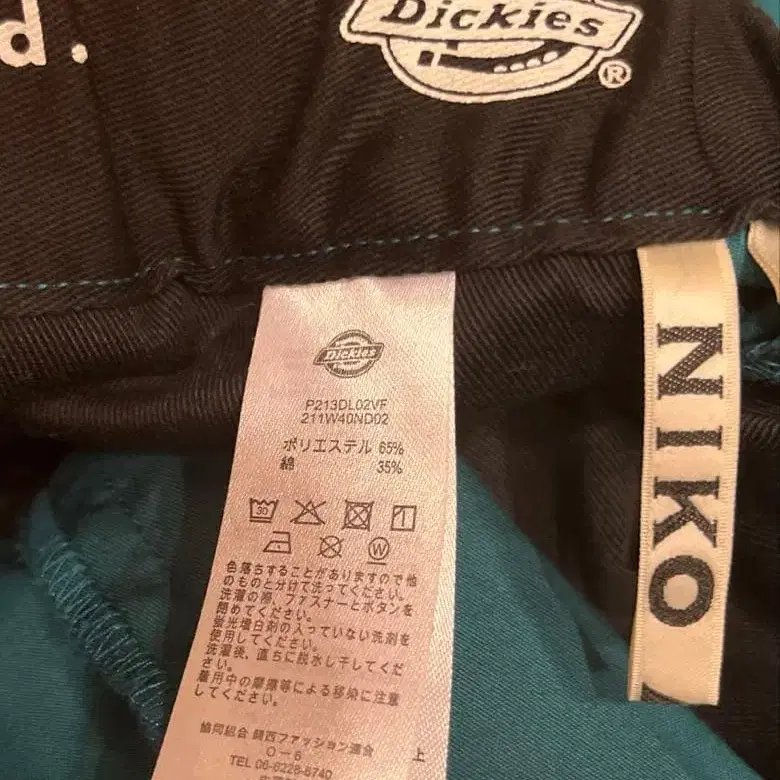 d.
Dickies
®
NIKO
Dickies
P213DL02VF
211W40ND02
ポリエステル 65%
綿 35%
30
W
色落ちすることがありますので他
のものと分けて洗ってください。
洗濯の際、ファスナーとボタンを
閉めてください。
蛍光増白剤の入っていない洗剤を
使用してください。
洗濯後、直ちに脱水し干してくだ
さい。
着用中の摩擦等による移染に注意
してください。
協同組合 関西ファッション連合
O-6 上
TEL 06-6228-6740